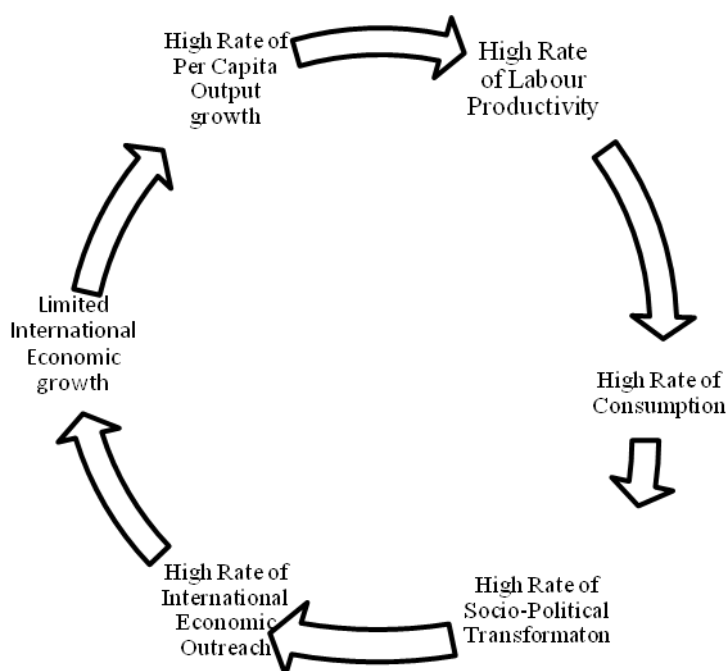 High Rate of
Per Capita
Output
growth
High Rate
of Labour
Productivity
High Rate of
Consumption
High Rate of
Socio-Political
Transformaton
High Rate of
International
Economic
Outreach
Limited
International
Economic
growth